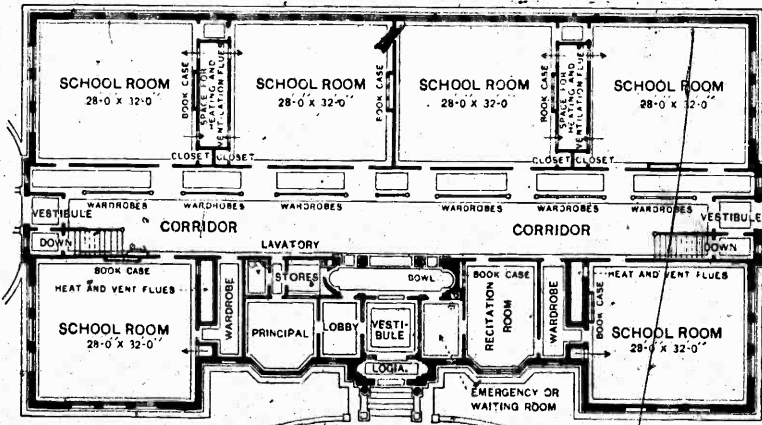 SCHOOL ROOM
28-0 X 32-0"
BOOK CASE
SPACE FOR
HEATING AND
VENTILATION FLUES
SCHOOL ROOM
28-0 X 32-0"
BOOK CASE
SCHOOL ROOM
28-0 X 32-0"
BOOK CASE
SPACE FOR
HEATING AND
VENTILATION FLUES
SCHOOL ROOM
28-0 X 32-0"
CLOSET
CLOSET
CLOSET
CLOSET
WARDROBES
WARDROBES
WARDROBES
WARDROBES
WARDROBES
WARDROBES
VESTIBULE
CORRIDOR
CORRIDOR
VESTIBULE
DOWN
LAVATORY
DOWN
BOOK CASE
HEAT AND VENT FLUES
SCHOOL ROOM
28-0" X 32-0"
WARDROBE
STORES
BOWL
PRINCIPAL
LOBBY
VESTI-
BULE
LOGIA
BOOK CASE
RECITATION
ROOM
WARDROBE
HEAT AND VENT FLUES
BOOK CASE
SCHOOL ROOM
28-0" X 32-0"
EMERGENCY OR
WAITING ROOM